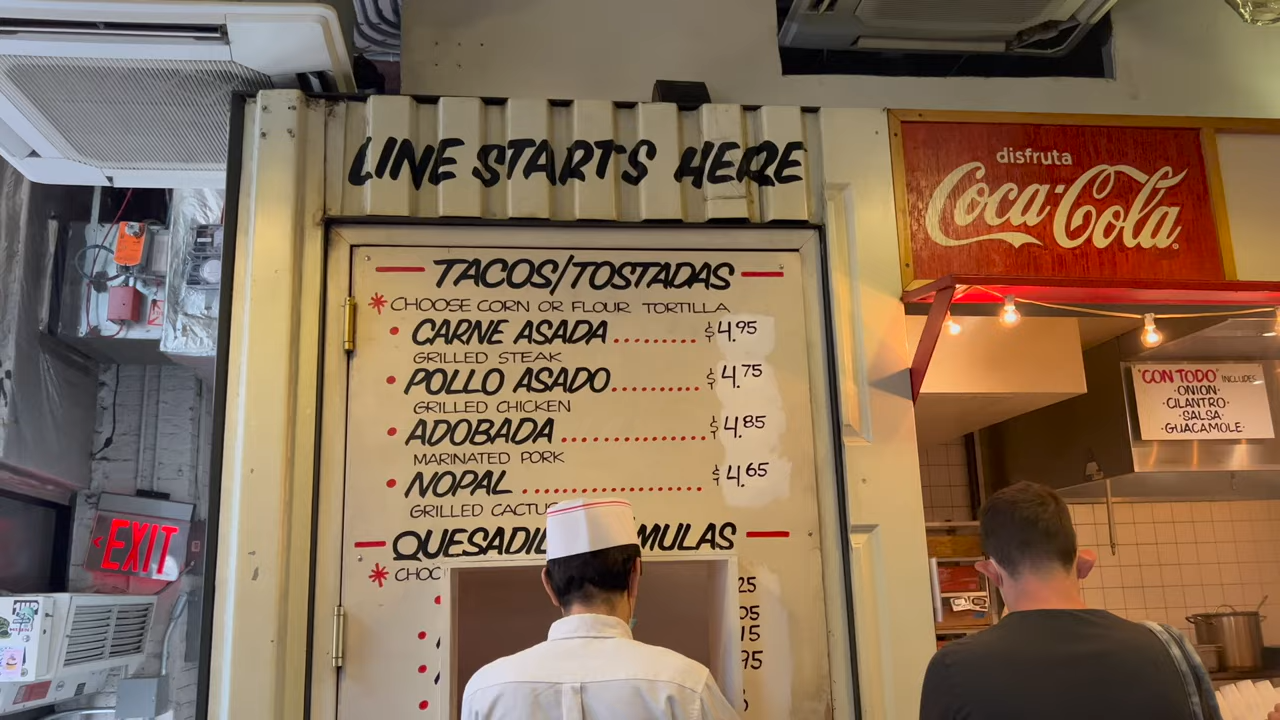 LINE STARTS HERE
TACOS/TOSTADAS
* CHOOSE CORN OR FLOUR TORTILLA
• CARNE ASADA ........ $4.95
GRILLED STEAK
• POLLO ASADO ........ $4.75
GRILLED CHICKEN
• ADOBADA ........ $4.85
MARINATED PORK
• NOPAL ........ $4.65
GRILLED CACTUS
disfruta
Coca-Cola
"CON TODO" INCLUDES
·ONION·
·CILANTRO·
·SALSA·
·GUACAMOLE·
EXIT